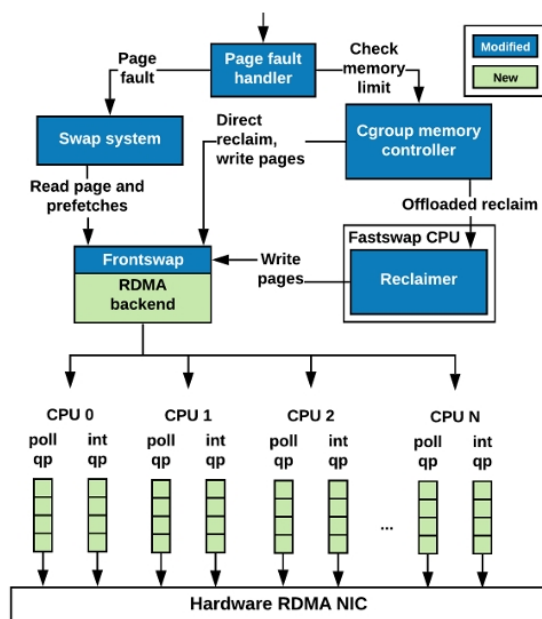 Page
fault
Page fault
handler
Check
memory
limit
Modified
New
Swap system
Direct
reclaim,
write pages
Cgroup memory
controller
Read page and
prefetches
Offloaded reclaim
Fastswap CPU
Frontswap
RDMA
backend
Write
pages
Reclaimer
CPU 0
CPU 1
CPU 2
CPU N
poll
qp
int
qp
poll
qp
int
qp
poll
qp
int
qp
...
poll
qp
int
qp
Hardware RDMA NIC